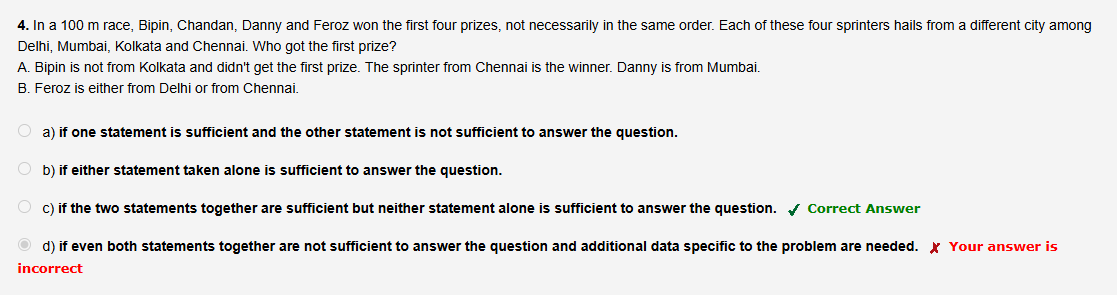 4. In a 100 m race, Bipin, Chandan, Danny and Feroz won the first four prizes, not necessarily in the same order. Each of these four sprinters hails from a different city among
Delhi, Mumbai, Kolkata and Chennai. Who got the first prize?
A. Bipin is not from Kolkata and didn't get the first prize. The sprinter from Chennai is the winner. Danny is from Mumbai.
B. Feroz is either from Delhi or from Chennai.
a) if one statement is sufficient and the other statement is not sufficient to answer the question.
b) if either statement taken alone is sufficient to answer the question.
c) if the two statements together are sufficient but neither statement alone is sufficient to answer the question. ✓ Correct Answer
d) if even both statements together are not sufficient to answer the question and additional data specific to the problem are needed. ✗ Your answer is
incorrect